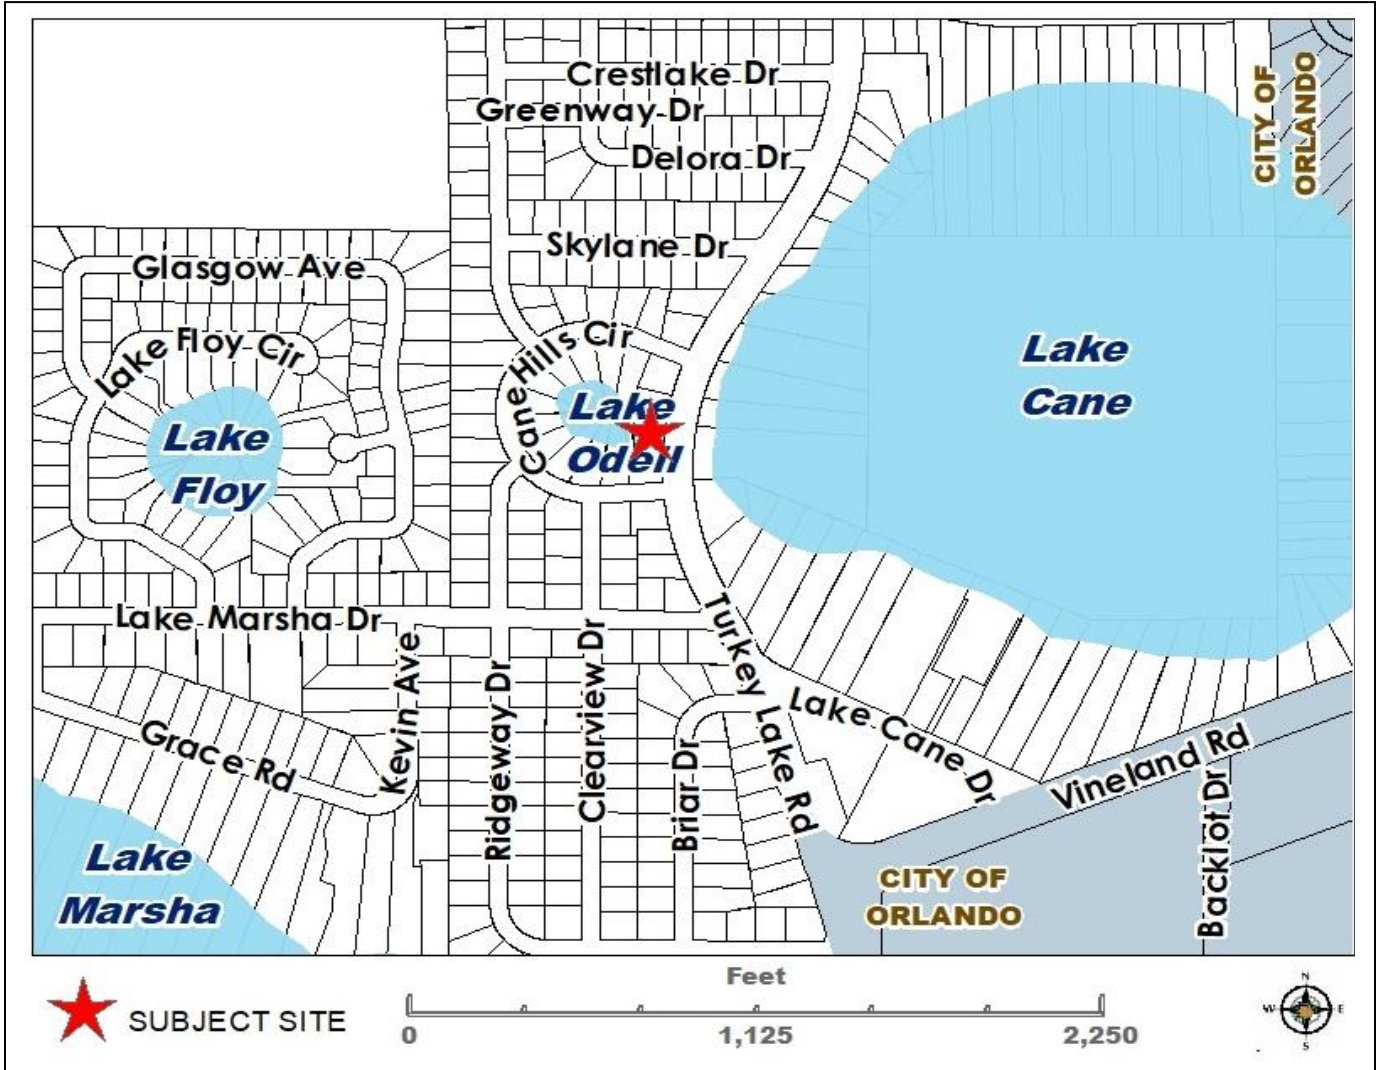 Crestlake Dr
Greenway Dr
CITY OF
ORLANDO
Delora Dr
Skylane Dr
Glasgow Ave
Lake Floy Cir
Cane Hills Cir
Lake
Cane
Lake
Odell
Lake
Floy
Lake Marsha Dr
Turkey Lake Rd
Kevin Ave
Ridgeway Dr
Clearview Dr
Briar Dr
Lake Cane Dr
Grace Rd
Vineland Rd
Backlot Dr
Lake
Marsha
CITY OF
ORLANDO
Feet
SUBJECT SITE
0
1,125
2,250
N
W
E
S